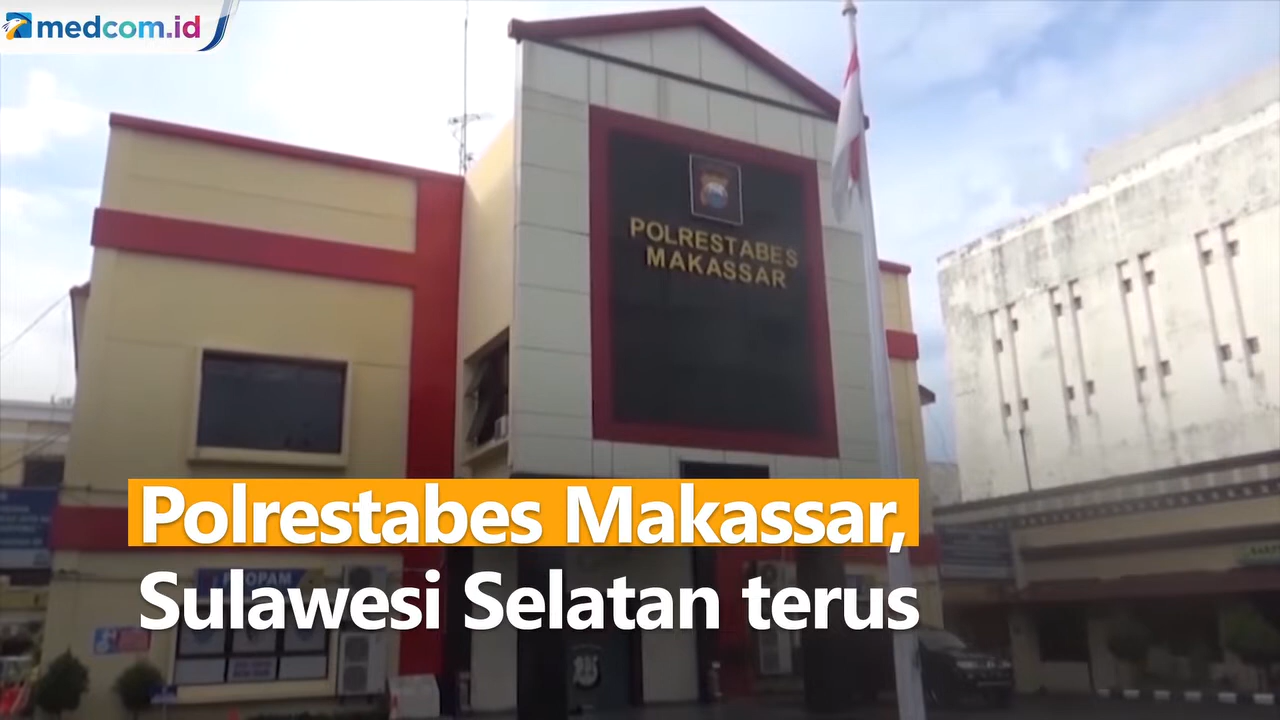 medcom.id
POLRESTABES
MAKASSAR
Polrestabes Makassar,
Sulawesi Selatan terus